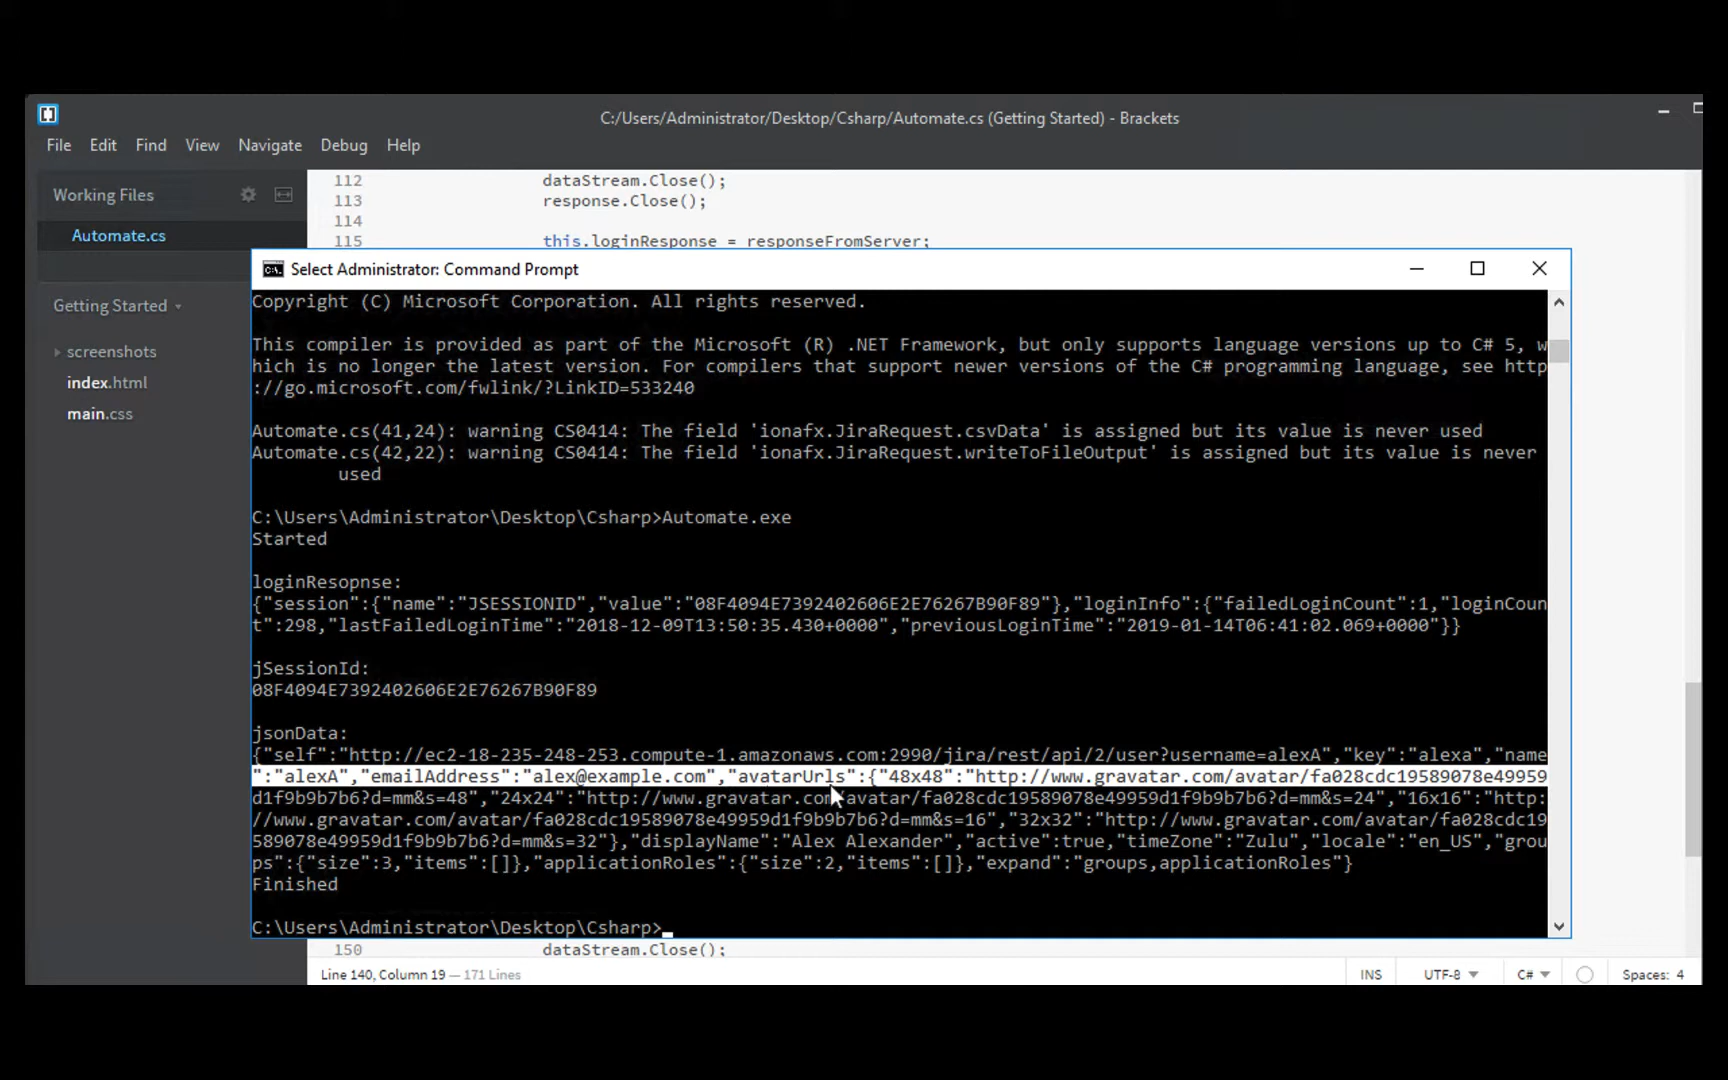 C:/Users/Administrator/Desktop/Csharp/Automate.cs (Getting Started) - Brackets
File Edit Find View Navigate Debug Help
Working Files
Automate.cs
Getting Started
screenshots
index.html
main.css
112 dataStream.Close();
113 response.Close();
114
115 this.loginResponse = responseFromServer;
Select Administrator: Command Prompt
Copyright (C) Microsoft Corporation. All rights reserved.
This compiler is provided as part of the Microsoft (R) .NET Framework, but only supports language versions up to C# 5, w
hich is no longer the latest version. For compilers that support newer versions of the C# programming language, see http
://go.microsoft.com/fwlink/?LinkID=533240
Automate.cs(41,24): warning CS0414: The field 'ionafx.JiraRequest.csvData' is assigned but its value is never used
Automate.cs(42,22): warning CS0414: The field 'ionafx.JiraRequest.writeToFileOutput' is assigned but its value is never
used
C:\Users\Administrator\Desktop\Csharp>Automate.exe
Started
loginResopnse:
{"session":{"name":"JSESSIONID","value":"08F4094E7392402606E2E76267B90F89"},"loginInfo":{"failedLoginCount":1,"loginCoun
t":298,"lastFailedLoginTime":"2018-12-09T13:50:35.430+0000","previousLoginTime":"2019-01-14T06:41:02.069+0000"}}
jSessionId:
08F4094E7392402606E2E76267B90F89
jsonData:
{"self":"http://ec2-18-235-248-253.compute-1.amazonaws.com:2990/jira/rest/api/2/user?username=alexA","key":"alexa","name
":"alexA","emailAddress":"alex@example.com","avatarUrls":{"48x48":"http://www.gravatar.com/avatar/fa028cdc19589078e49959
d1f9b9b7b6?d=mm&s=48","24x24":"http://www.gravatar.com/avatar/fa028cdc19589078e49959d1f9b9b7b6?d=mm&s=24","16x16":"http:
//www.gravatar.com/avatar/fa028cdc19589078e49959d1f9b9b7b6?d=mm&s=16","32x32":"http://www.gravatar.com/avatar/fa028cdc19
589078e49959d1f9b9b7b6?d=mm&s=32"},"displayName":"Alex Alexander","active":true,"timeZone":"Zulu","locale":"en_US","grou
ps":{"size":3,"items":[]},"applicationRoles":{"size":2,"items":[]},"expand":"groups,applicationRoles"}
Finished
C:\Users\Administrator\Desktop\Csharp>
150 dataStream.Close();
Line 140, Column 19 — 171 Lines INS UTF-8 C# Spaces: 4